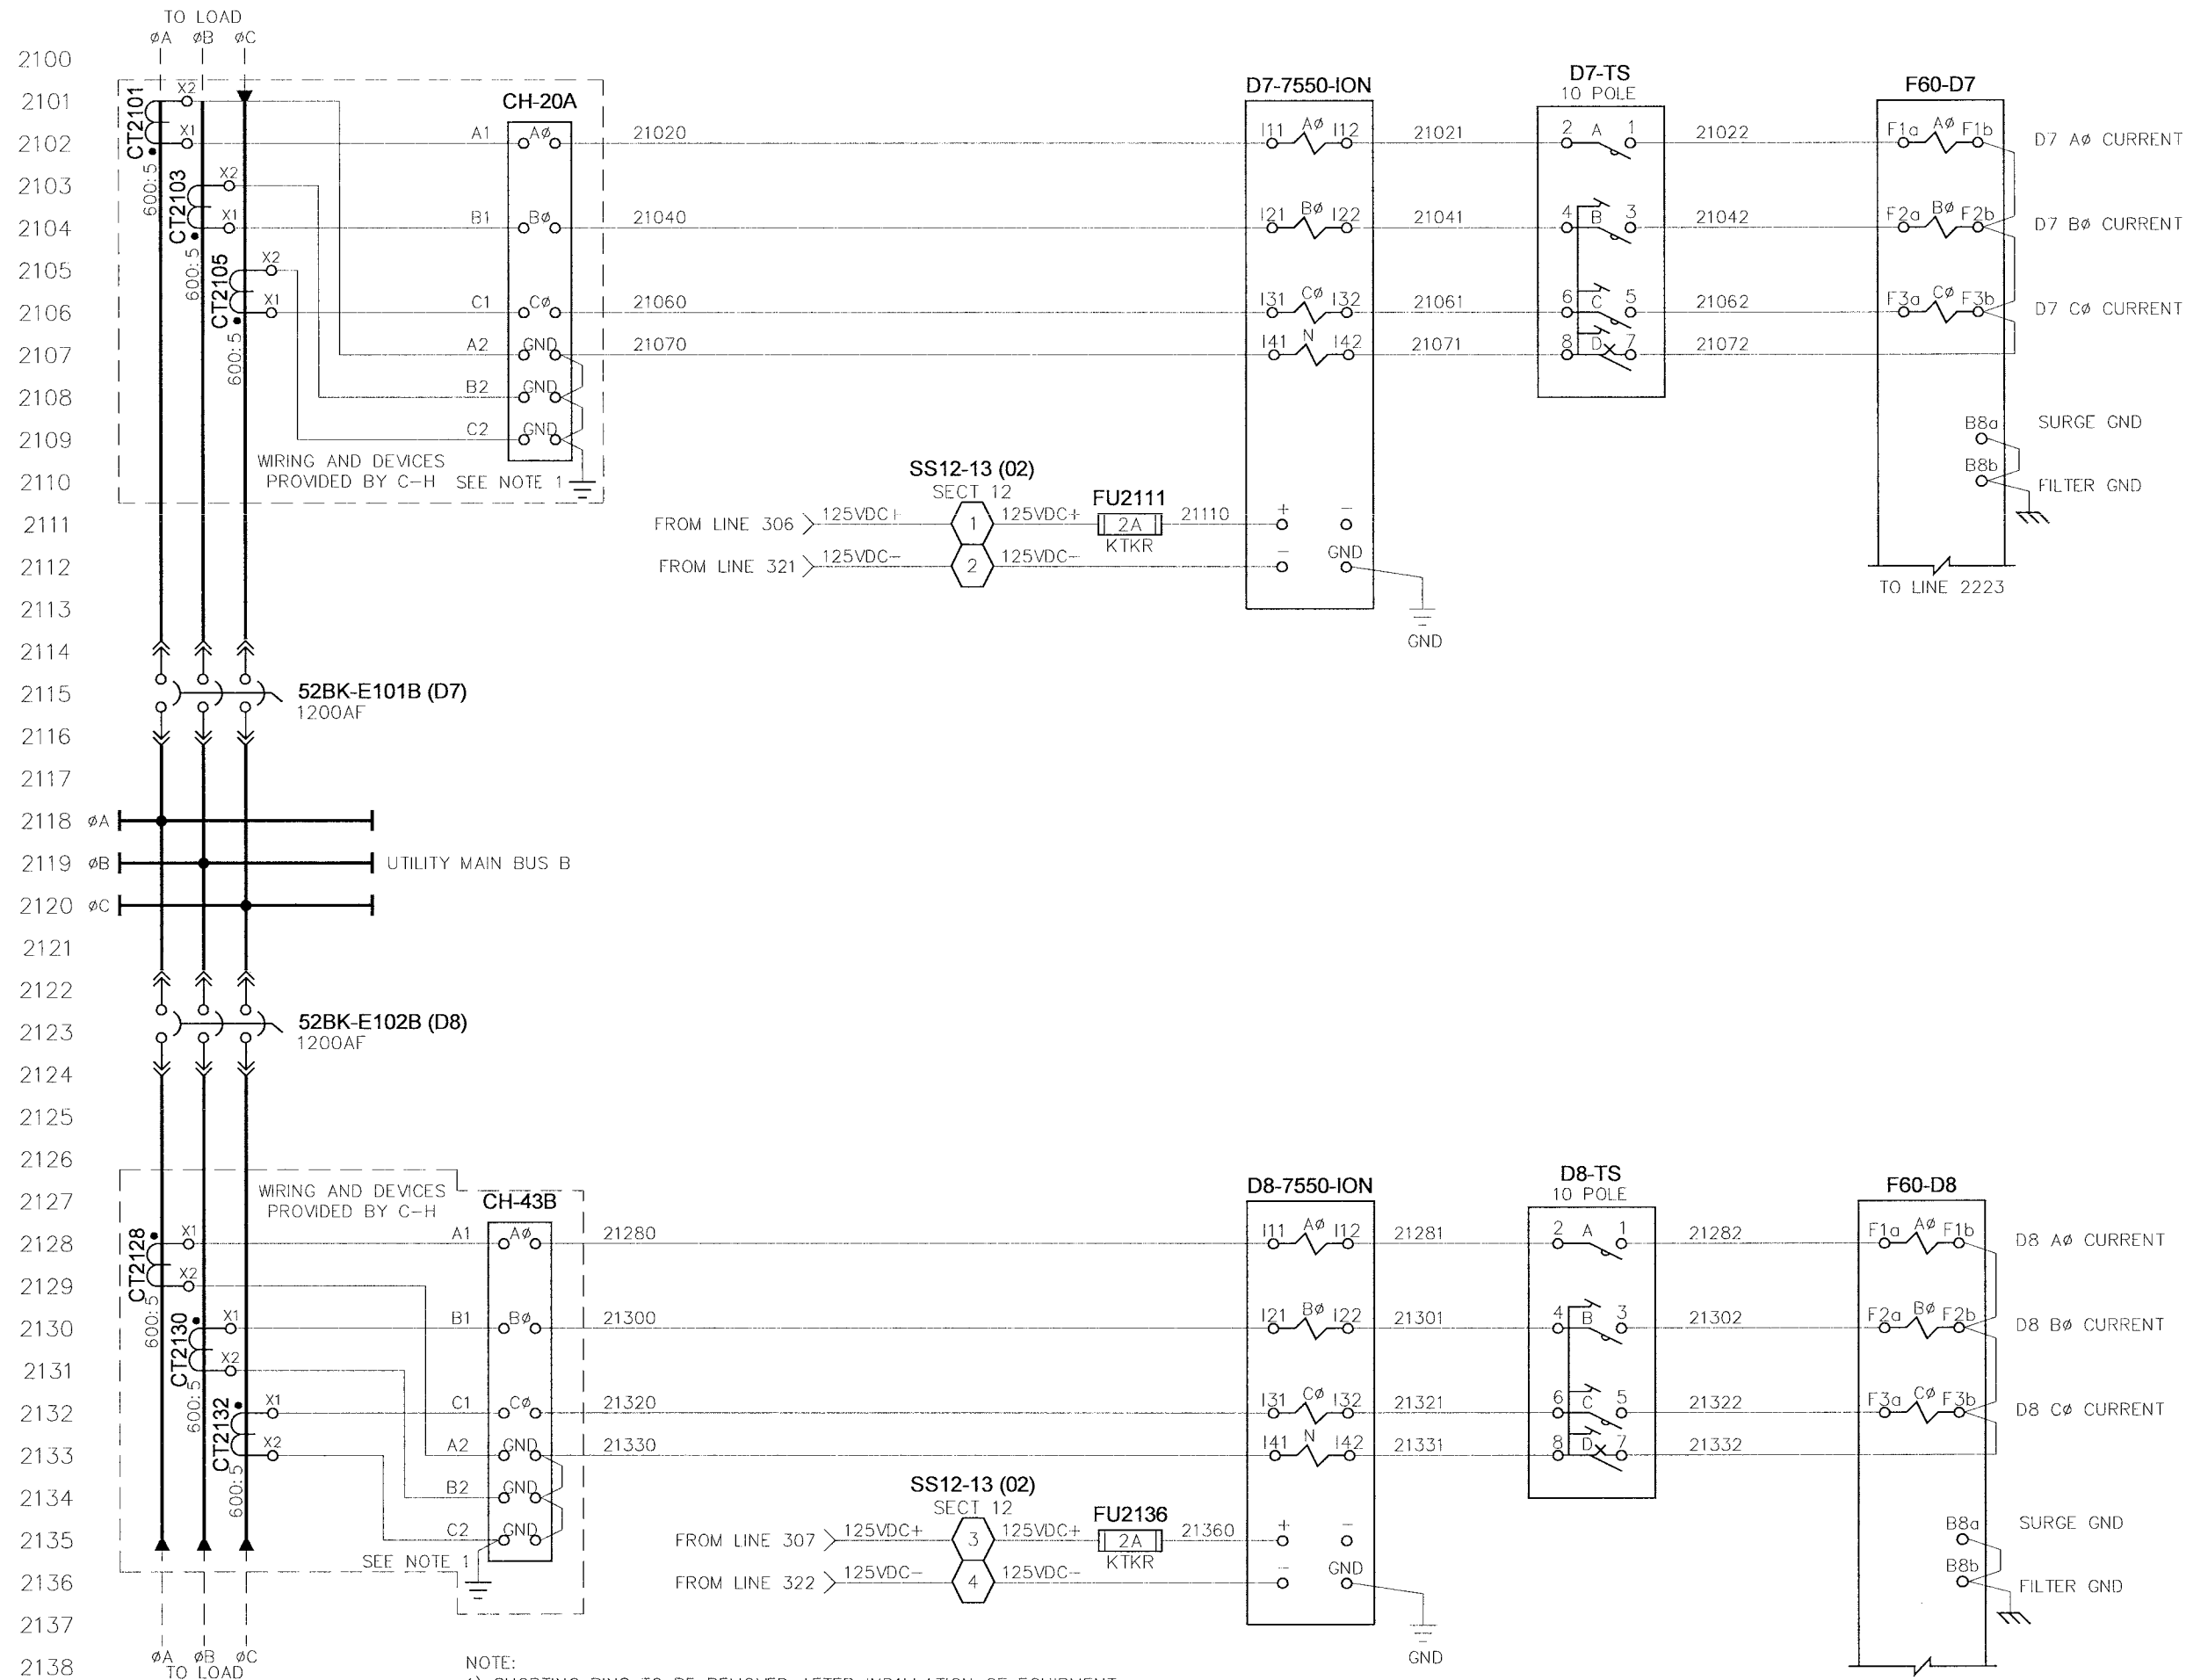 TO LOAD
øA øB øC
2100
2101
2102
2103
2104
2105
2106
2107
2108
2109
2110
2111
2112
2113
2114
2115
2116
2117
2118 øA
2119 øB
2120 øC
2121
2122
2123
2124
2125
2126
2127
2128
2129
2130
2131
2132
2133
2134
2135
2136
2137
2138
CT2101
600:5
X2
X1
CT2103
600:5
X2
X1
CT2105
600:5
X2
X1
CH-20A
A1 Aø 21020
B1 Bø 21040
C1 Cø 21060
A2 GND 21070
B2 GND
C2 GND
WIRING AND DEVICES
PROVIDED BY C-H SEE NOTE 1
D7-7550-ION
I11 Aø I12 21021
I21 Bø I22 21041
I31 Cø I32 21061
I41 N I42 21071
D7-TS
10 POLE
2 A 1 21022
4 B 3 21042
6 C 5 21062
8 D 7 21072
F60-D7
F1a Aø F1b D7 Aø CURRENT
F2a Bø F2b D7 Bø CURRENT
F3a Cø F3b D7 Cø CURRENT
B8a SURGE GND
B8b FILTER GND
TO LINE 2223
SS12-13 (02)
SECT 12
FU2111
FROM LINE 306 125VDC+ 1 125VDC+ 2A 21110 + −
KTKR
FROM LINE 321 125VDC− 2 125VDC− − GND
GND
52BK-E101B (D7)
1200AF
UTILITY MAIN BUS B
52BK-E102B (D8)
1200AF
WIRING AND DEVICES
PROVIDED BY C-H
CH-43B
CT2128
600:5
X1
X2
CT2130
600:5
X1
X2
CT2132
600:5
X1
X2
A1 Aø 21280
B1 Bø 21300
C1 Cø 21320
A2 GND 21330
B2 GND
C2 GND
SEE NOTE 1
D8-7550-ION
I11 Aø I12 21281
I21 Bø I22 21301
I31 Cø I32 21321
I41 N I42 21331
D8-TS
10 POLE
2 A 1 21282
4 B 3 21302
6 C 5 21322
8 D 7 21332
F60-D8
F1a Aø F1b D8 Aø CURRENT
F2a Bø F2b D8 Bø CURRENT
F3a Cø F3b D8 Cø CURRENT
B8a SURGE GND
B8b FILTER GND
SS12-13 (02)
SECT 12
FU2136
FROM LINE 307 125VDC+ 3 125VDC+ 2A 21360 + −
KTKR
FROM LINE 322 125VDC− 4 125VDC− − GND
GND
øA øB øC
TO LOAD
NOTE: